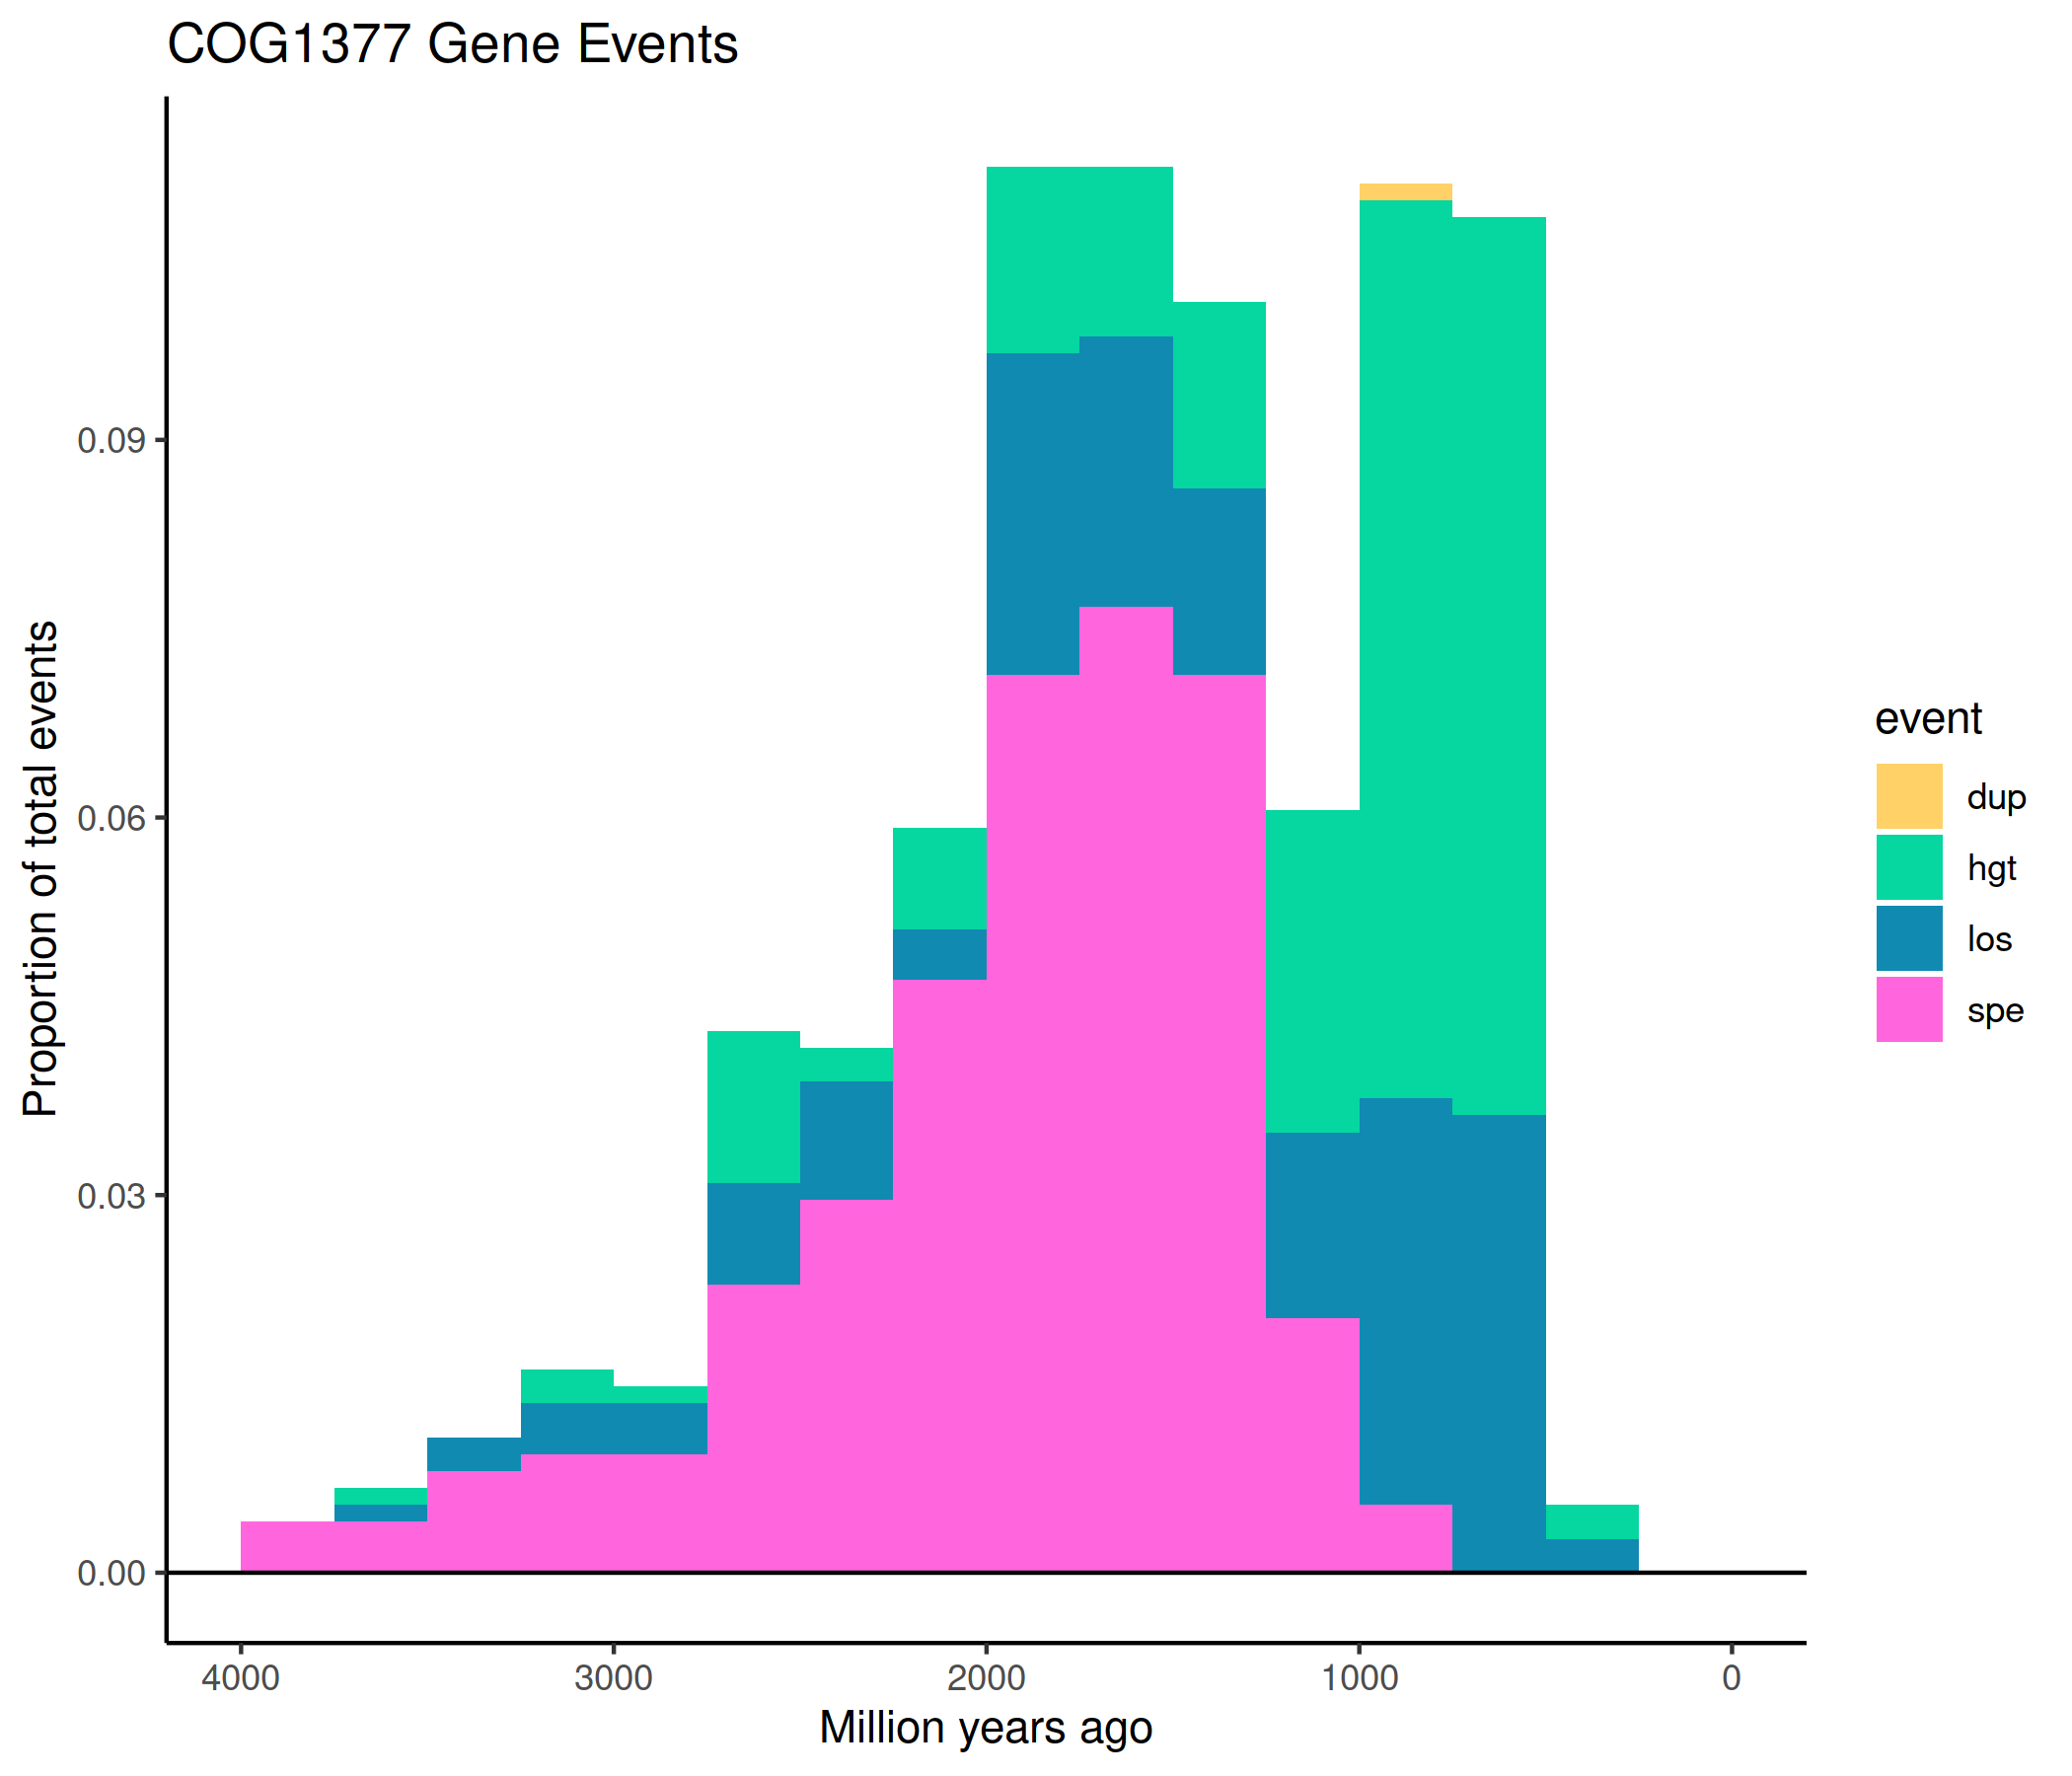 COG1377 Gene Events
Proportion of total events
0.09
0.06
0.03
0.00
4000 3000 2000 1000 0
Million years ago
event
dup
hgt
los
spe